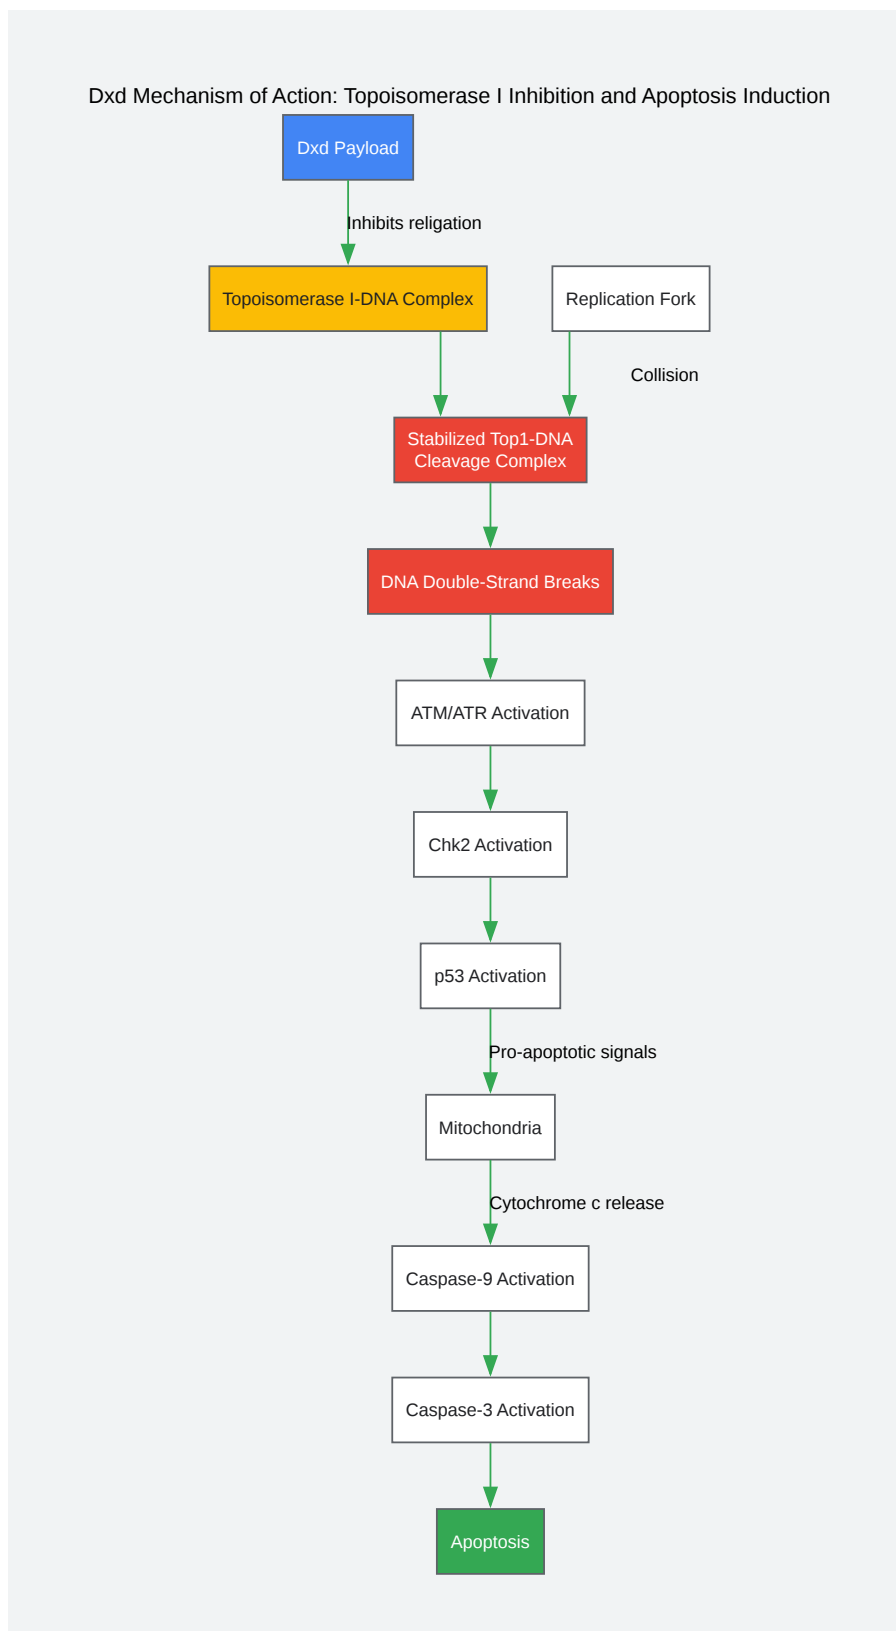 Dxd Mechanism of Action: Topoisomerase I Inhibition and Apoptosis Induction
Dxd Payload
Inhibits religation
Topoisomerase I-DNA Complex
Replication Fork
Collision
Stabilized Top1-DNA
Cleavage Complex
DNA Double-Strand Breaks
ATM/ATR Activation
Chk2 Activation
p53 Activation
Pro-apoptotic signals
Mitochondria
Cytochrome c release
Caspase-9 Activation
Caspase-3 Activation
Apoptosis